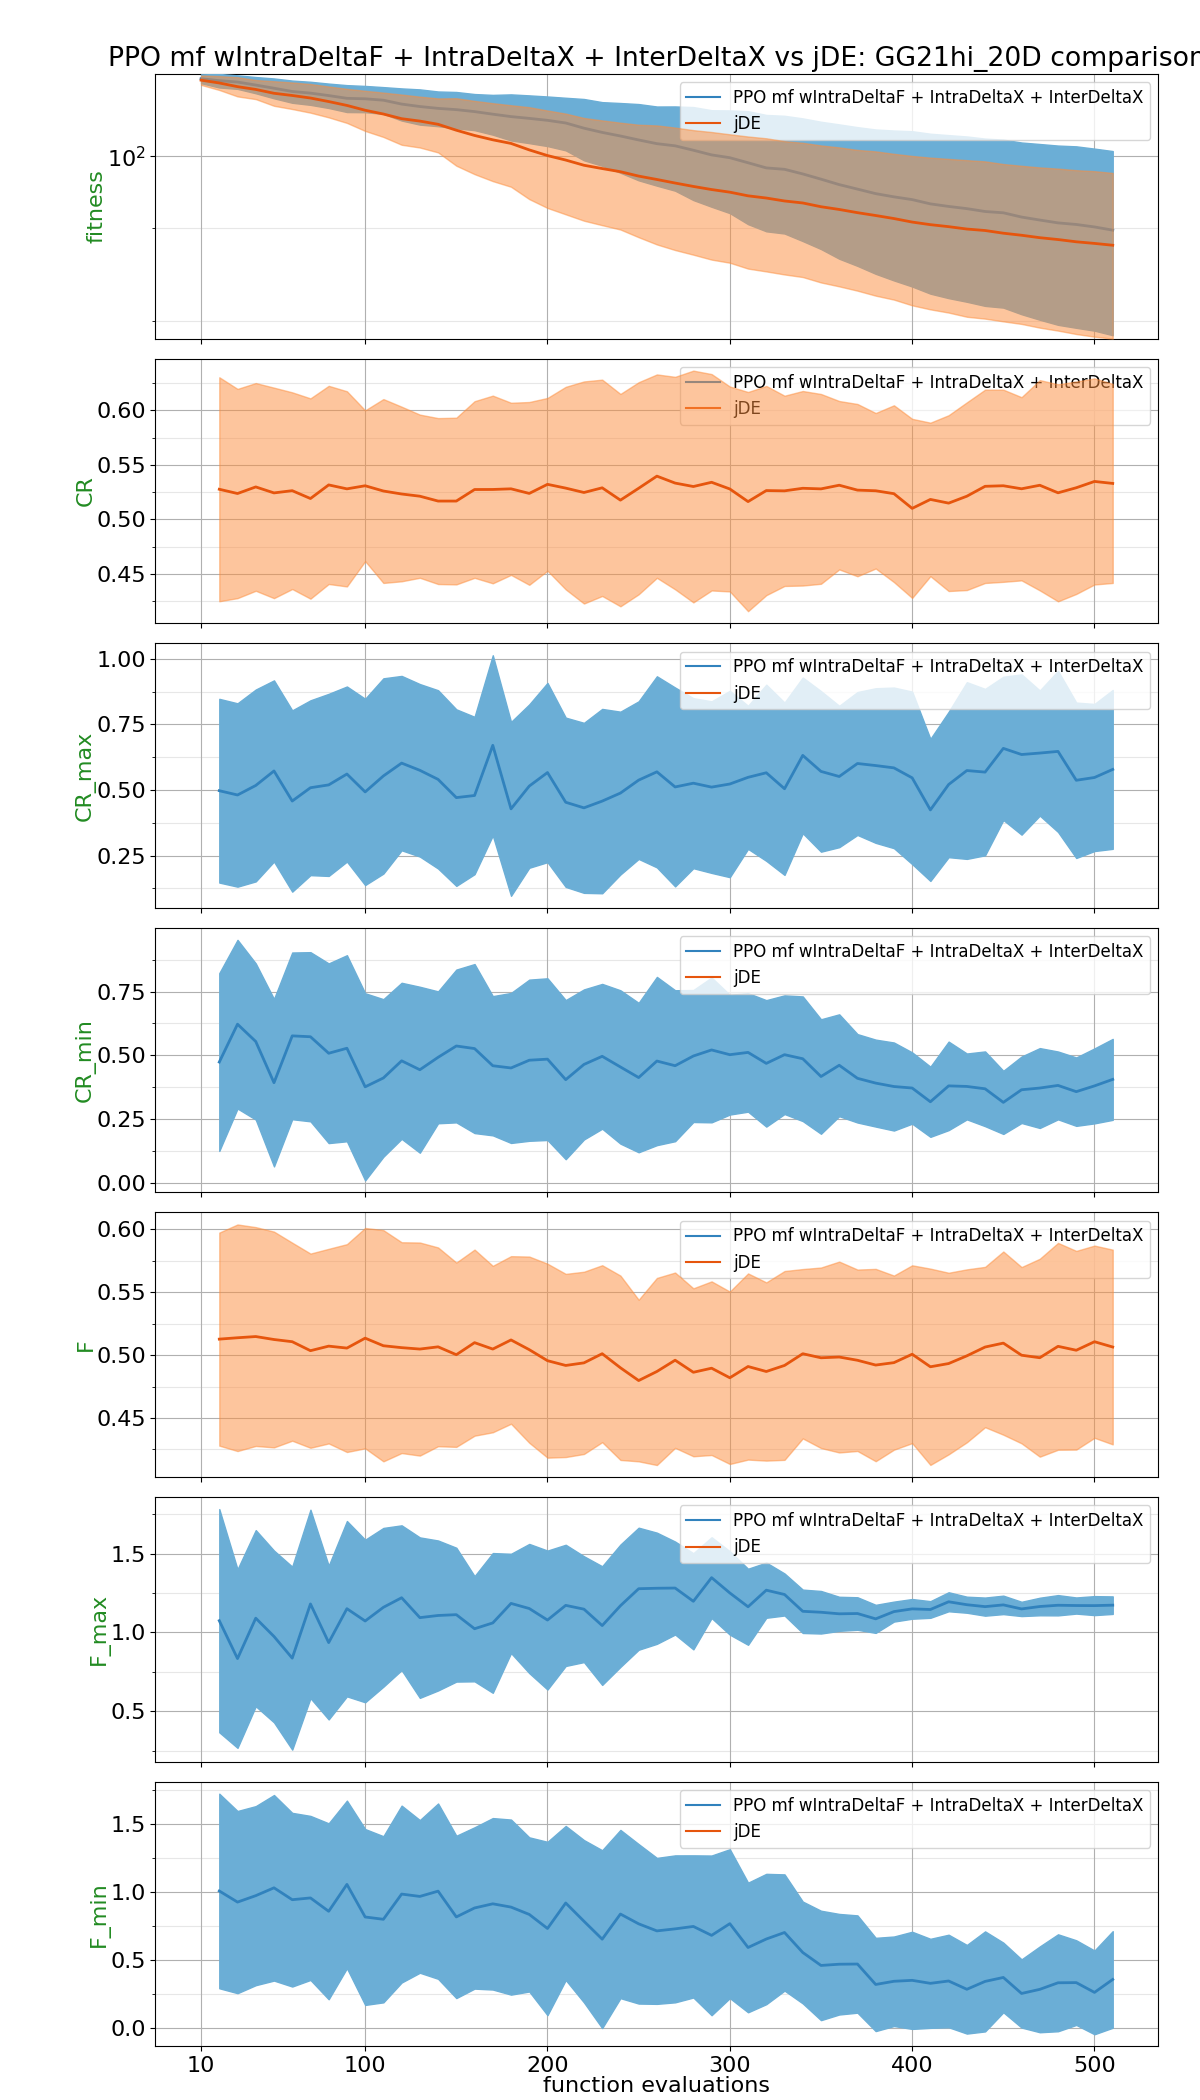 PPO mf wIntraDeltaF + IntraDeltaX + InterDeltaX vs jDE: GG21hi_20D comparison
PPO mf wIntraDeltaF + IntraDeltaX + InterDeltaX
jDE
10²
fitness
PPO mf wIntraDeltaF + IntraDeltaX + InterDeltaX
jDE
0.60
0.55
0.50
0.45
CR
PPO mf wIntraDeltaF + IntraDeltaX + InterDeltaX
jDE
1.00
0.75
0.50
0.25
CR_max
PPO mf wIntraDeltaF + IntraDeltaX + InterDeltaX
jDE
0.75
0.50
0.25
0.00
CR_min
PPO mf wIntraDeltaF + IntraDeltaX + InterDeltaX
jDE
0.60
0.55
0.50
0.45
F
PPO mf wIntraDeltaF + IntraDeltaX + InterDeltaX
jDE
1.5
1.0
0.5
F_max
PPO mf wIntraDeltaF + IntraDeltaX + InterDeltaX
jDE
1.5
1.0
0.5
0.0
F_min
10 100 200 300 400 500
function evaluations